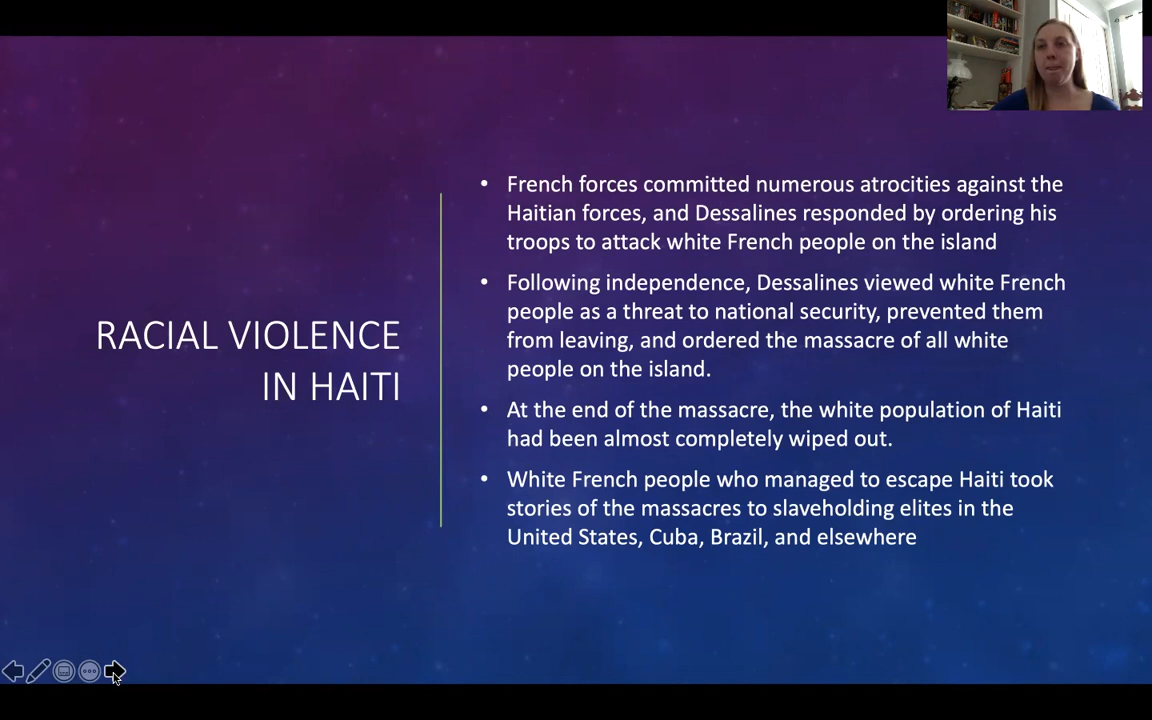 RACIAL VIOLENCE
IN HAITI
• French forces committed numerous atrocities against the
Haitian forces, and Dessalines responded by ordering his
troops to attack white French people on the island
• Following independence, Dessalines viewed white French
people as a threat to national security, prevented them
from leaving, and ordered the massacre of all white
people on the island.
• At the end of the massacre, the white population of Haiti
had been almost completely wiped out.
• White French people who managed to escape Haiti took
stories of the massacres to slaveholding elites in the
United States, Cuba, Brazil, and elsewhere